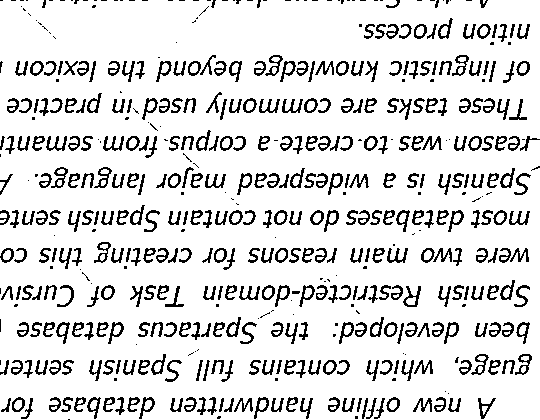 A new offline handwritten database for
guage, which contains full Spanish senten
been developed: the Spartacus database
Spanish Restricted-domain Task of Cursi
were two main reasons for creating this co
most databases do not contain Spanish sente
Spanish is a widespread major language. A
reason was to create a corpus from semanti
These tasks are commonly used in practice
of linguistic knowledge beyond the lexicon
nition process.
As the Spartacus database consisted